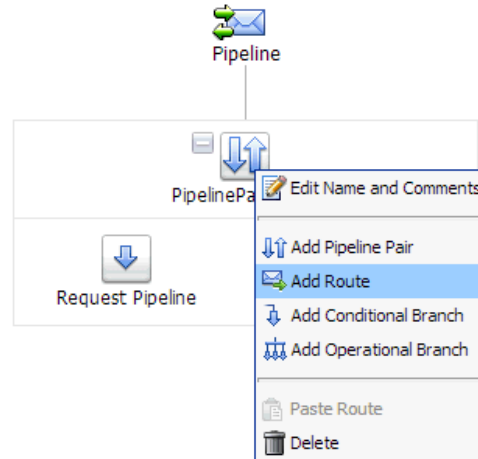 Pipeline
PipelinePa
Edit Name and Comments
Add Pipeline Pair
Request Pipeline
Add Route
Add Conditional Branch
Add Operational Branch
Paste Route
Delete